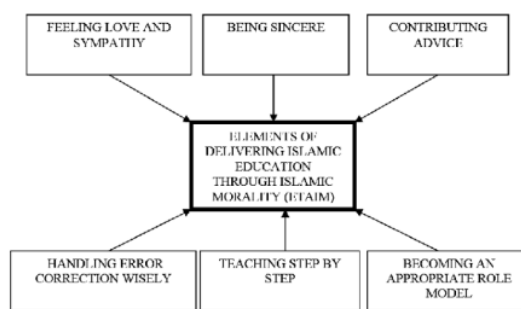 FEELING LOVE AND
SYMPATHY
BEING SINCERE
CONTRIBUTING
ADVICE
ELEMENTS OF
DELIVERING ISLAMIC
EDUCATION
THROUGH ISLAMIC
MORALITY (ETAIM)
HANDLING ERROR
CORRECTION WISELY
TEACHING STEP BY
STEP
BECOMING AN
APPROPRIATE ROLE
MODEL